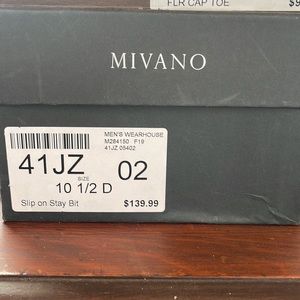 FLR CAP TOE $9
MIVANO
MEN'S WEARHOUSE
M284150 F19
41JZ.05402
41JZ
SIZE
02
10 1/2 D
Slip on Stay Bit
$139.99